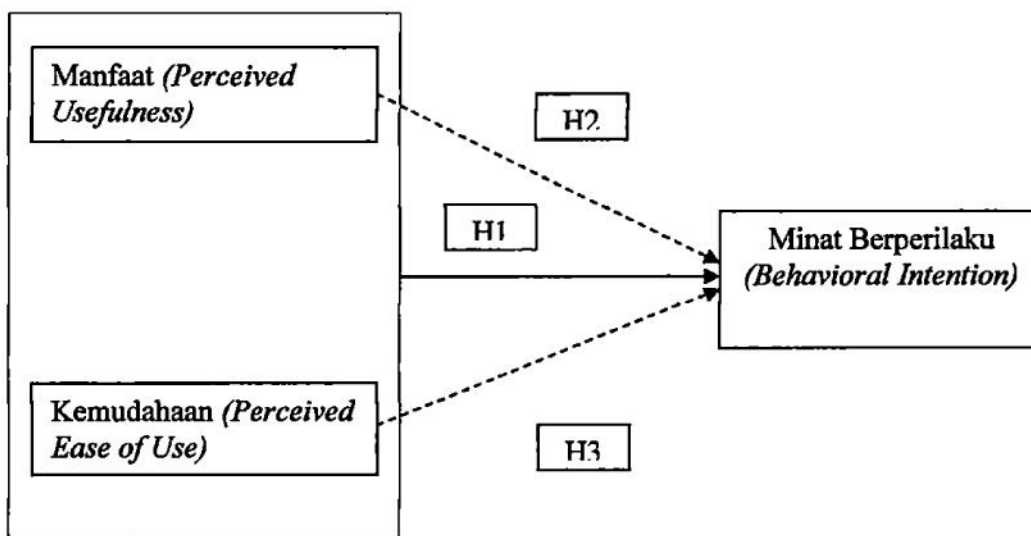 Manfaat (Perceived
Usefulness)
H2
H1
Minat Berperilaku
(Behavioral Intention)
Kemudahaan (Perceived
Ease of Use)
H3